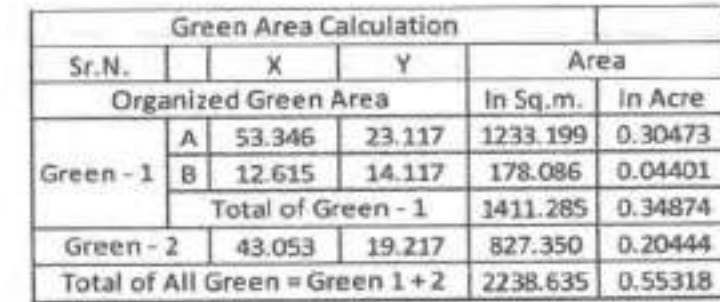 Green Area Calculation
Sr.N. X Y Area
Organized Green Area In Sq.m. In Acre
Green - 1 A 53.346 23.117 1233.199 0.30473
B 12.615 14.117 178.086 0.04401
Total of Green - 1 1411.285 0.34874
Green - 2 43.053 19.217 827.350 0.20444
Total of All Green = Green 1 + 2 2238.635 0.55318